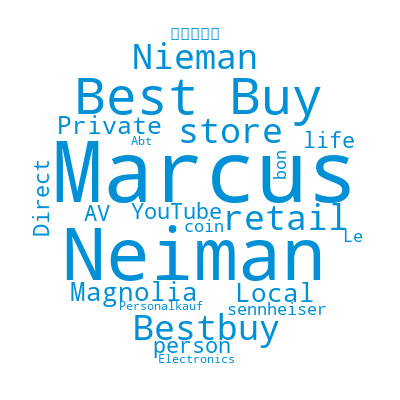 Nieman
Best Buy
Private store life
Abt
Marcus
bon
Direct
AV YouTube retail
coin
Le
Neiman
Magnolia Local
Personalkauf sennheiser
Bestbuy
person
Electronics